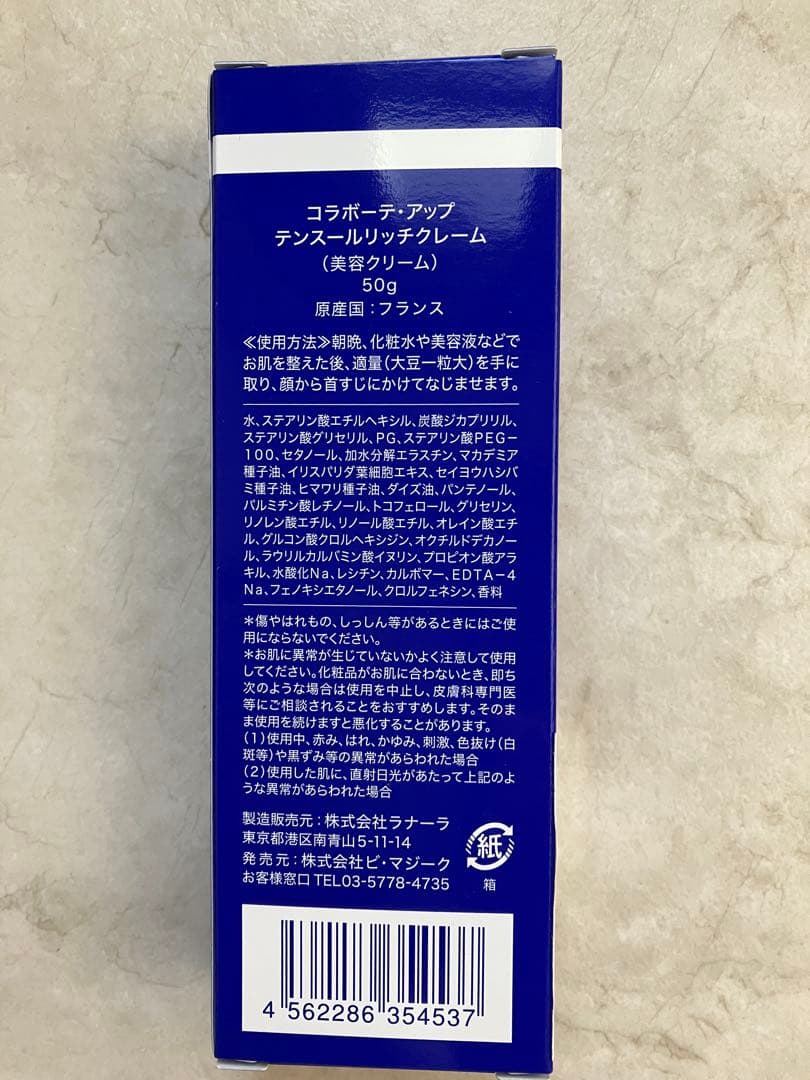 コラボーテ・アップ
テンスールリッチクレーム
（美容クリーム）
50g
原産国：フランス
≪使用方法≫朝晩、化粧水や美容液などで
お肌を整えた後、適量（大豆一粒大）を手に
取り、顔から首すじにかけてなじませます。
水、ステアリン酸エチルヘキシル、炭酸ジカプリリル、
ステアリン酸グリセリル、PG、ステアリン酸PEG－
100、セタノール、加水分解エラスチン、マカデミア
種子油、イリスパリダ葉細胞エキス、セイヨウハシバ
ミ種子油、ヒマワリ種子油、ダイズ油、パンテノール、
パルミチン酸レチノール、トコフェロール、グリセリン、
リノレン酸エチル、リノール酸エチル、オレイン酸エチ
ル、グルコン酸クロルヘキシジン、オクチルドデカノー
ル、ラウリルカルバミン酸イヌリン、プロピオン酸アラ
キル、水酸化Na、レシチン、カルボマー、EDTA－4
Na、フェノキシエタノール、クロルフェネシン、香料
＊傷やはれもの、しっしん等があるときにはご使
用にならないでください。
＊お肌に異常が生じていないかよく注意して使用
してください。化粧品がお肌に合わないとき、即ち
次のような場合は使用を中止し、皮膚科専門医
等にご相談されることをおすすめします。そのま
ま使用を続けますと悪化することがあります。
（1）使用中、赤み、はれ、かゆみ、刺激、色抜け（白
斑等）や黒ずみ等の異常があらわれた場合
（2）使用した肌に、直射日光があたって上記のよ
うな異常があらわれた場合
製造販売元：株式会社ラナーラ
東京都港区南青山5-11-14
発売元：株式会社ビ・マジーク
お客様窓口 TEL03-5778-4735
紙
箱
4 562286 354537